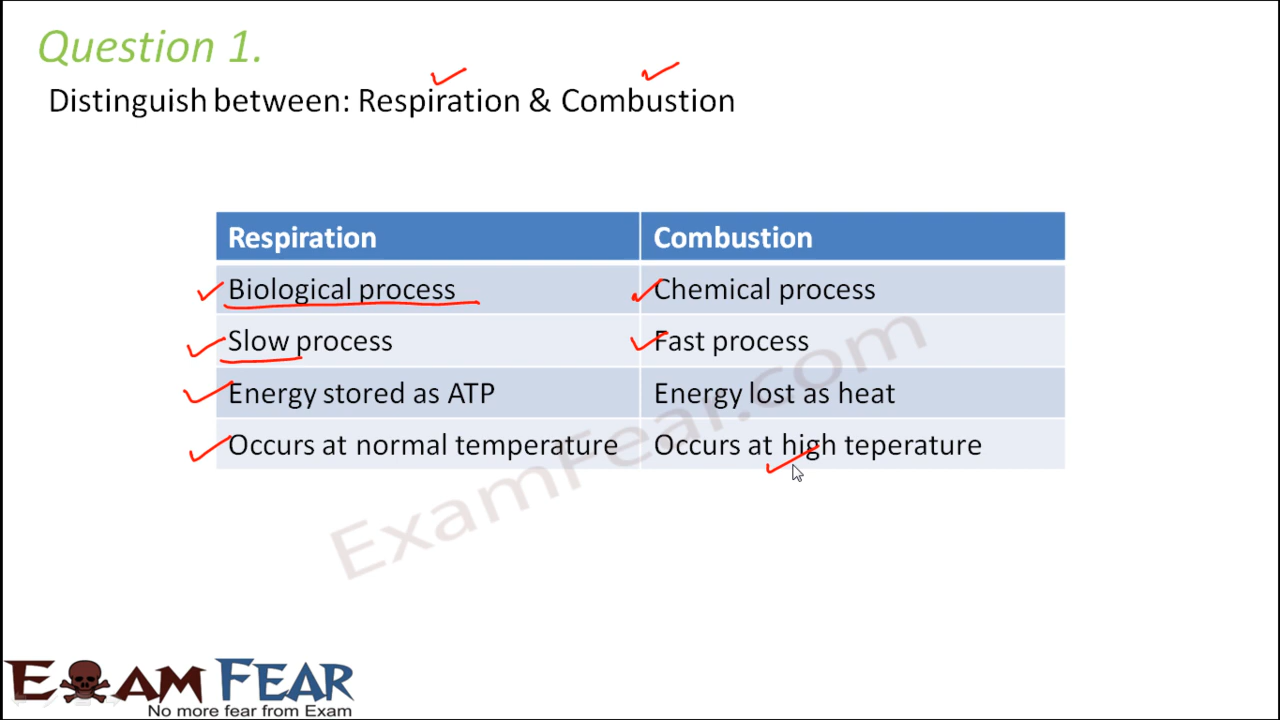 Question 1.
Distinguish between: Respiration & Combustion
Respiration Combustion
Biological process Chemical process
Slow process Fast process
Energy stored as ATP Energy lost as heat
Occurs at normal temperature Occurs at high teperature
ExamFear.com
EXAM FEAR
No more fear from Exam